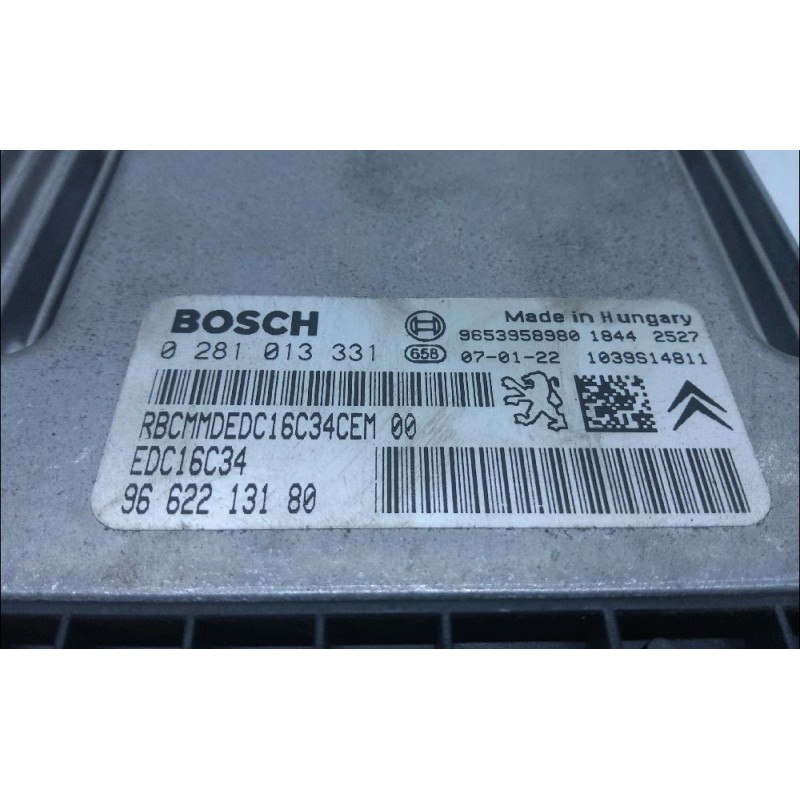 BOSCH
Made in Hungary
9653958980 1844 2527
0 281 013 331
658 07-01-22 1039S14811
RBCMMDEDC16C34CEM 00
EDC16C34
96 622 131 80